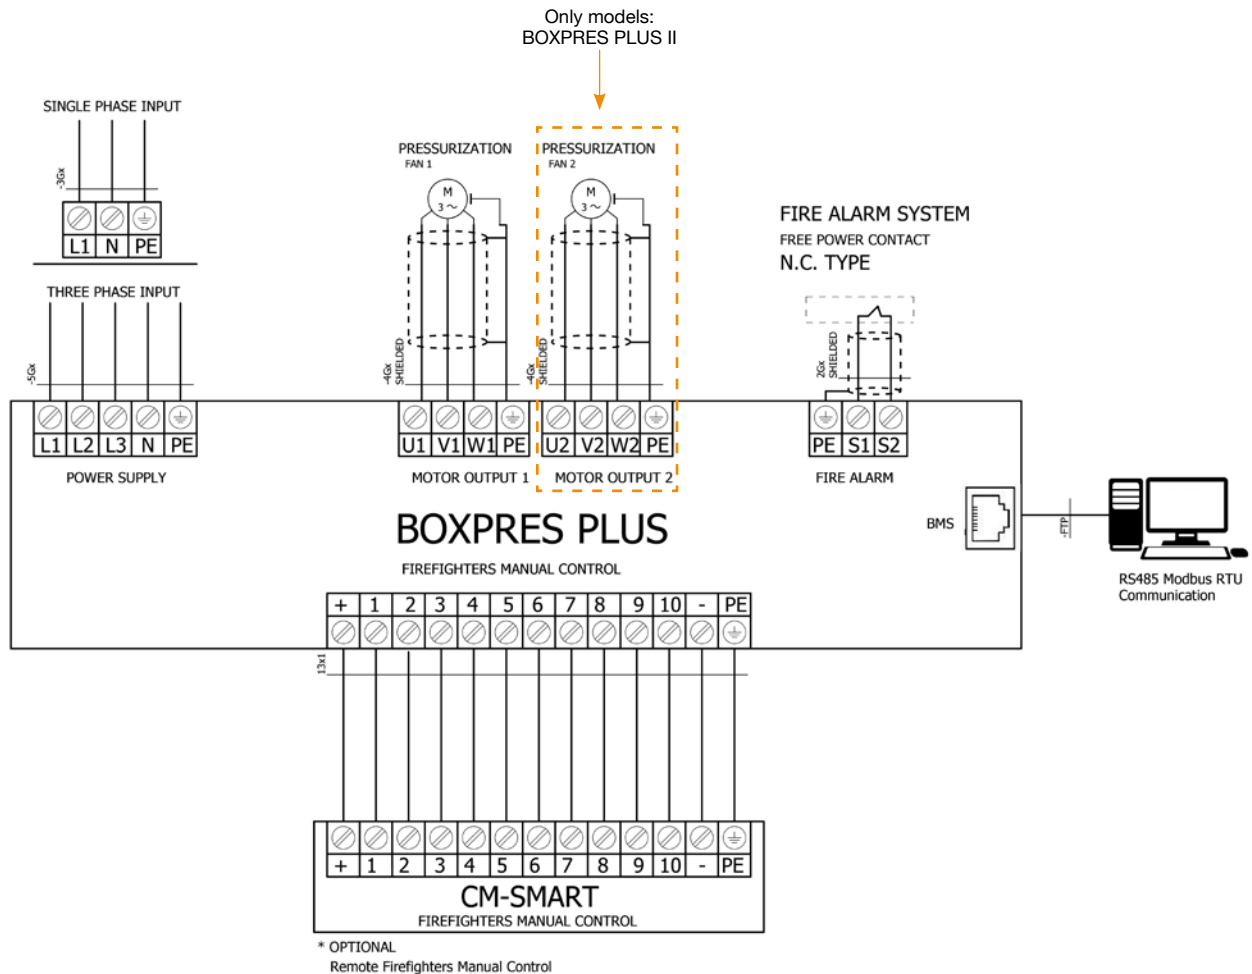 Only models:
BOXPRES PLUS II
SINGLE PHASE INPUT
-3Gx
L1 N PE
THREE PHASE INPUT
-5Gx
L1 L2 L3 N PE
POWER SUPPLY
PRESSURIZATION
FAN 1
M
3 ~
-4Gx
SHIELDED
U1 V1 W1 PE
MOTOR OUTPUT 1
PRESSURIZATION
FAN 2
M
3 ~
-4Gx
SHIELDED
U2 V2 W2 PE
MOTOR OUTPUT 2
FIRE ALARM SYSTEM
FREE POWER CONTACT
N.C. TYPE
2Gx
SHIELDED
PE S1 S2
FIRE ALARM
BMS
-FTP
RS485 Modbus RTU
Communication
BOXPRES PLUS
FIREFIGHTERS MANUAL CONTROL
+ 1 2 3 4 5 6 7 8 9 10 - PE
13x1
+ 1 2 3 4 5 6 7 8 9 10 - PE
CM-SMART
FIREFIGHTERS MANUAL CONTROL
* OPTIONAL
Remote Firefighters Manual Control